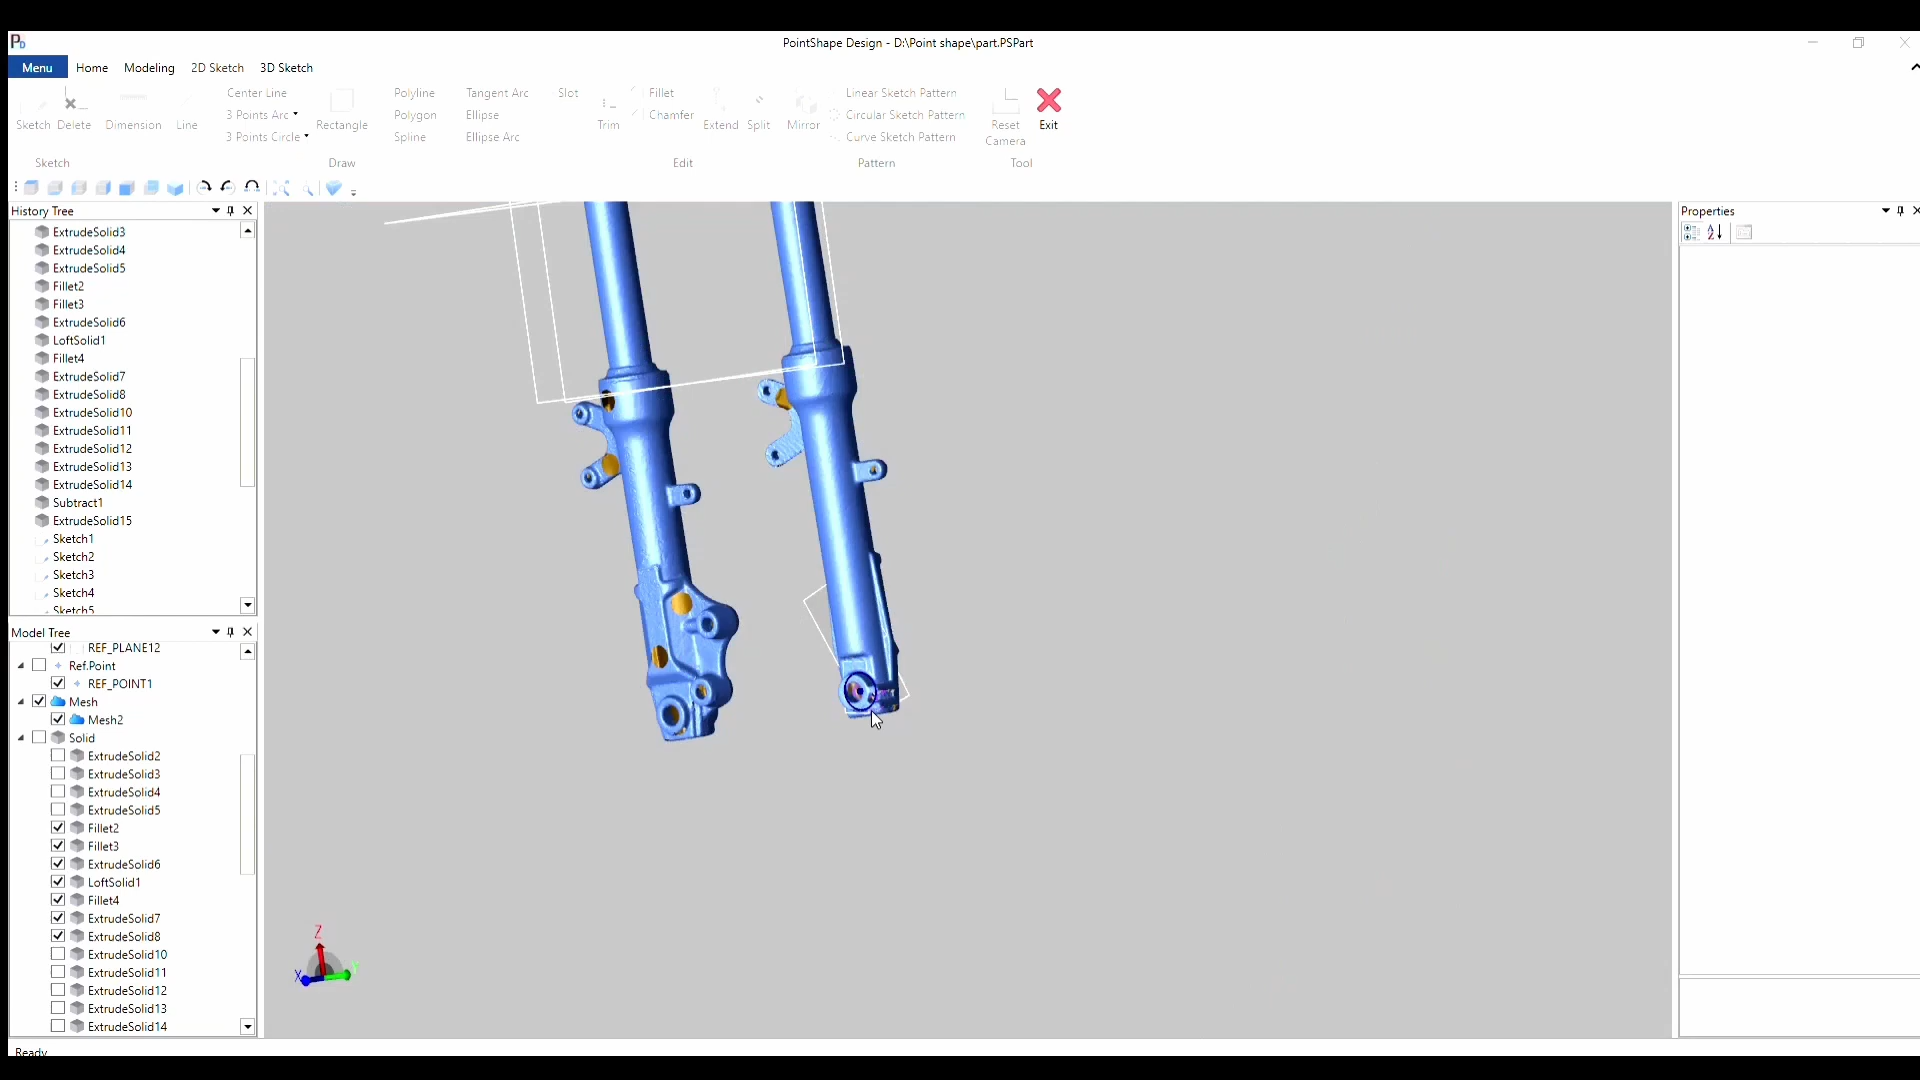 PD
PointShape Design - D:\Point shape\part.PSPart
Menu Home Modeling 2D Sketch 3D Sketch
Center Line Polyline Tangent Arc Slot Fillet Linear Sketch Pattern
3 Points Arc Polygon Ellipse Chamfer Circular Sketch Pattern
Sketch Delete Dimension Line Rectangle Trim Extend Split Mirror Reset Camera Exit
3 Points Circle Spline Ellipse Arc Curve Sketch Pattern
Sketch Draw Edit Pattern Tool
History Tree
ExtrudeSolid3
ExtrudeSolid4
ExtrudeSolid5
Fillet2
Fillet3
ExtrudeSolid6
LoftSolid1
Fillet4
ExtrudeSolid7
ExtrudeSolid8
ExtrudeSolid10
ExtrudeSolid11
ExtrudeSolid12
ExtrudeSolid13
ExtrudeSolid14
Subtract1
ExtrudeSolid15
Sketch1
Sketch2
Sketch3
Sketch4
Sketch5
Model Tree
REF_PLANE12
Ref.Point
REF_POINT1
Mesh
Mesh2
Solid
ExtrudeSolid2
ExtrudeSolid3
ExtrudeSolid4
ExtrudeSolid5
Fillet2
Fillet3
ExtrudeSolid6
LoftSolid1
Fillet4
ExtrudeSolid7
ExtrudeSolid8
ExtrudeSolid10
ExtrudeSolid11
ExtrudeSolid12
ExtrudeSolid13
ExtrudeSolid14
Z
X
Y
Properties
Ready